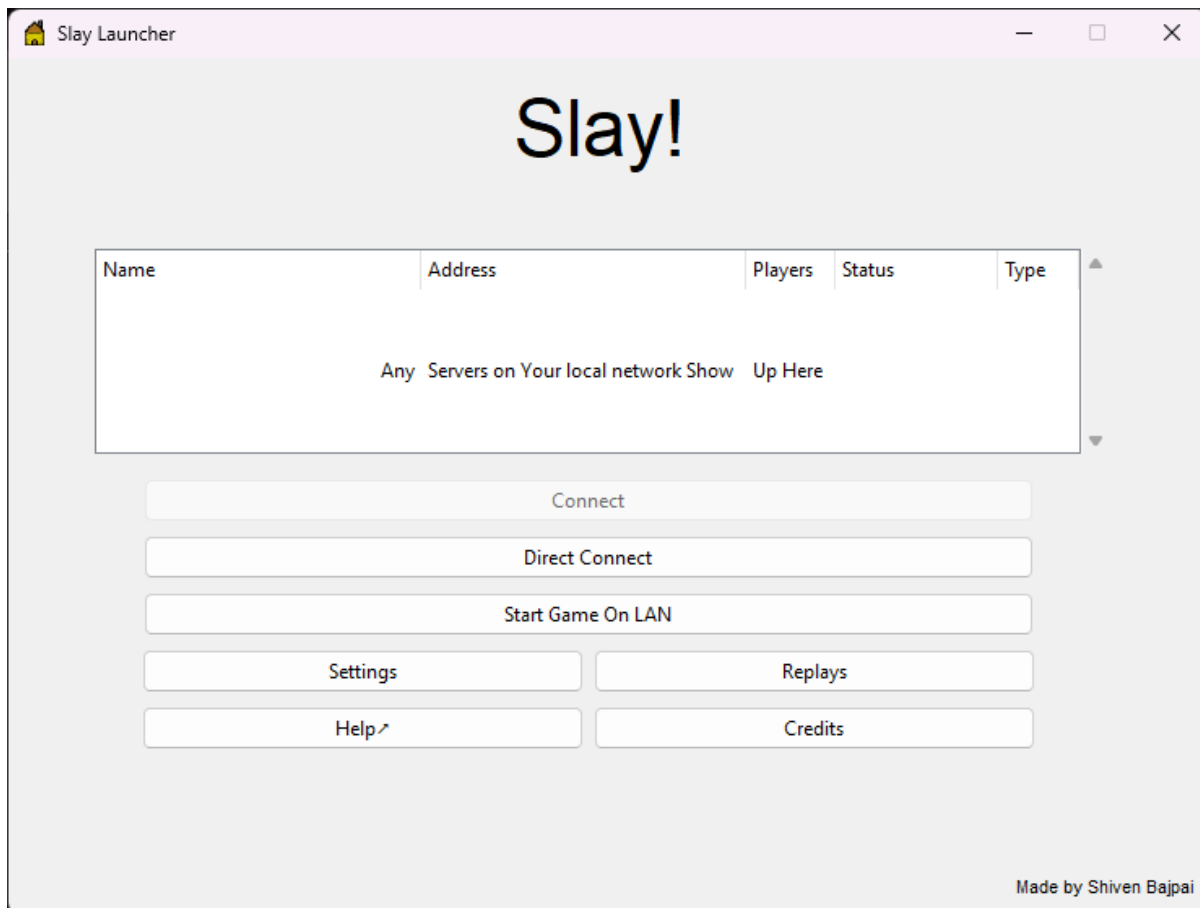 Slay Launcher
Slay!
Name Address Players Status Type
Any Servers on Your local network Show Up Here
Connect
Direct Connect
Start Game On LAN
Settings Replays
Help↗ Credits
Made by Shiven Bajpai